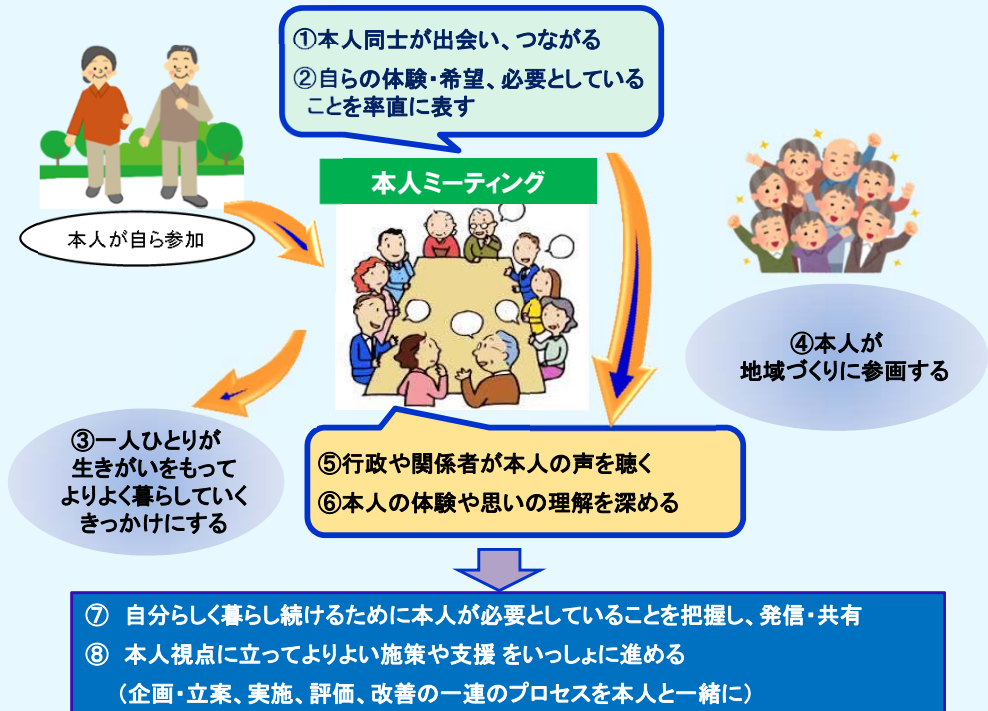 ①本人同士が出会い、つながる
②自らの体験・希望、必要としている
ことを率直に表す
本人ミーティング
本人が自ら参加
④本人が
地域づくりに参画する
③一人ひとりが
生きがいをもって
よりよく暮らしていく
きっかけにする
⑤行政や関係者が本人の声を聴く
⑥本人の体験や思いの理解を深める
⑦ 自分らしく暮らし続けるために本人が必要としていることを把握し、発信・共有
⑧ 本人視点に立ってよりよい施策や支援 をいっしょに進める
（企画・立案、実施、評価、改善の一連のプロセスを本人と一緒に）